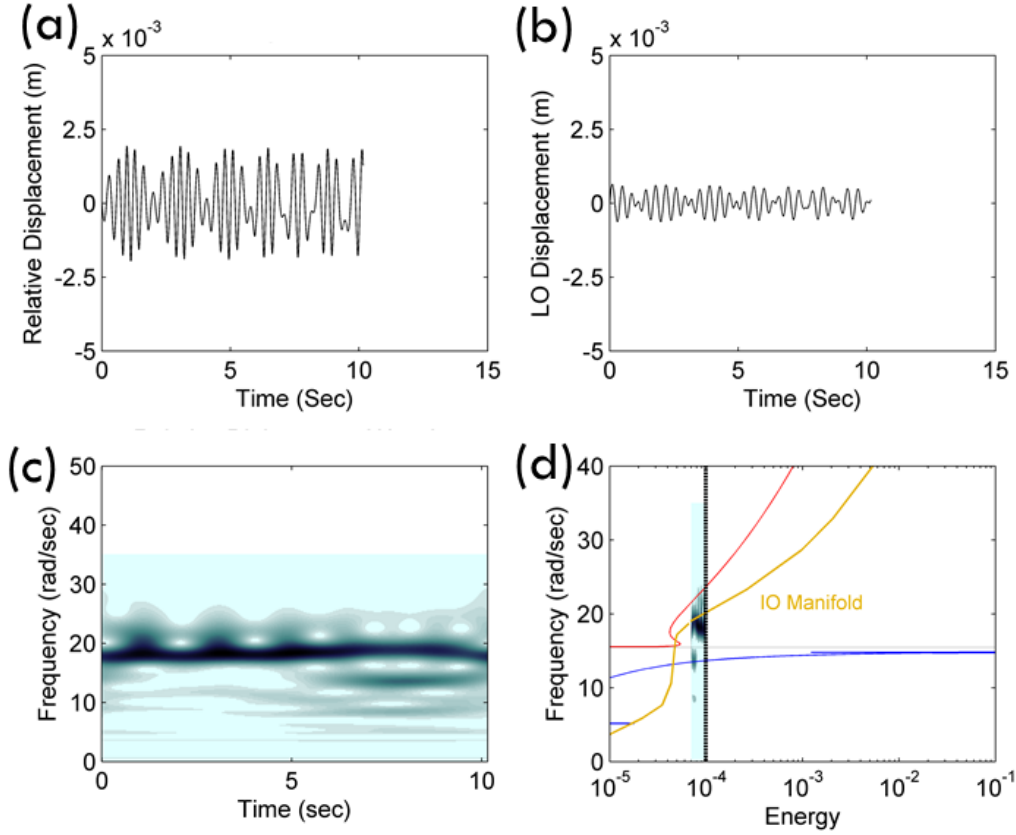 (a)
× 10⁻³
5
2.5
0
-2.5
-5
Relative Displacement (m)
0 5 10 15
Time (Sec)
(b)
× 10⁻³
5
2.5
0
-2.5
-5
LO Displacement (m)
0 5 10 15
Time (Sec)
(c)
50
40
30
20
10
0
Frequency (rad/sec)
0 5 10
Time (sec)
(d)
40
30
20
10
0
Frequency (rad/sec)
IO Manifold
10⁻⁵ 10⁻⁴ 10⁻³ 10⁻² 10⁻¹
Energy